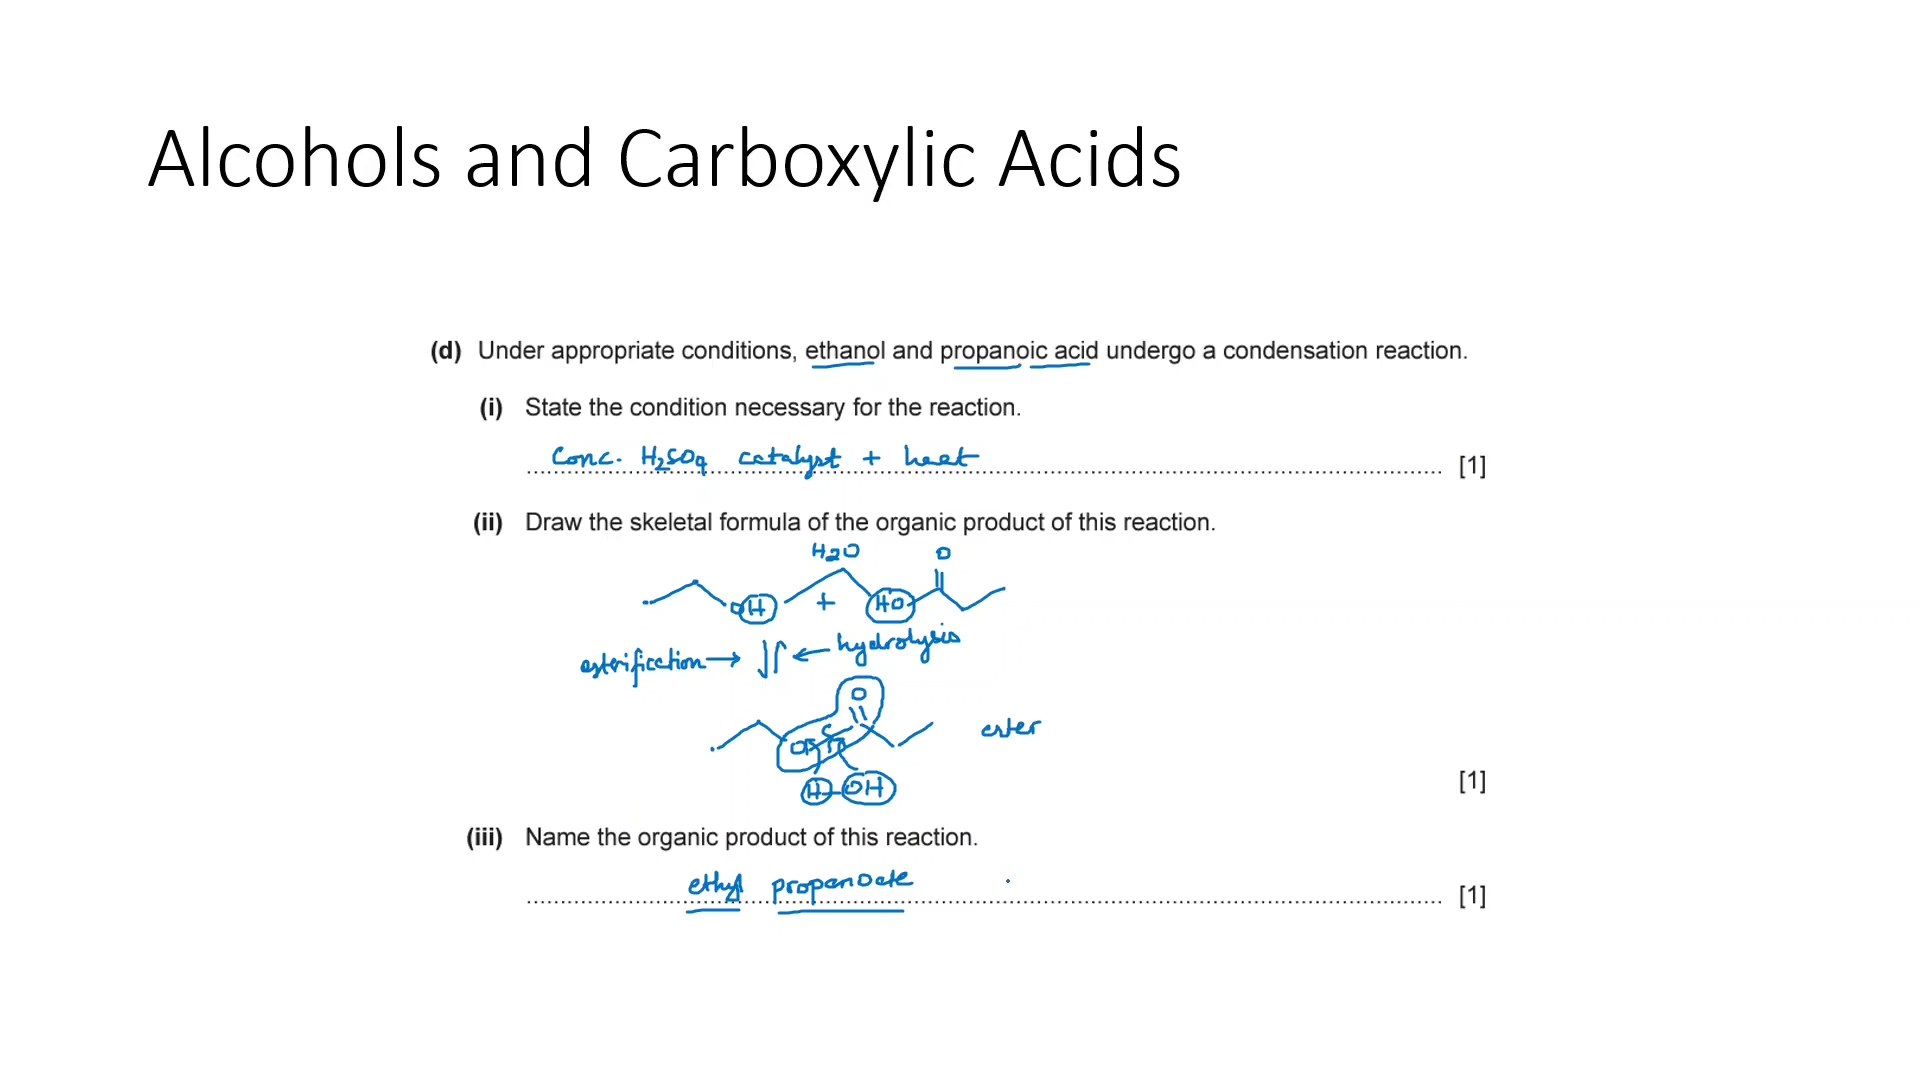 Alcohols and Carboxylic Acids
(d) Under appropriate conditions, ethanol and propanoic acid undergo a condensation reaction.
(i) State the condition necessary for the reaction.
Conc. H2SO4 catalyst + heat [1]
(ii) Draw the skeletal formula of the organic product of this reaction.
H2O O
OH + HO
esterification → ⇌ ← hydrolysis
O
O C ester
H-OH [1]
(iii) Name the organic product of this reaction.
ethyl propanoate [1]